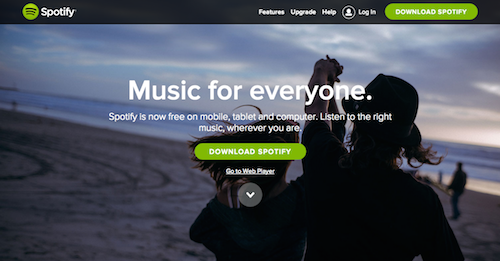 Spotify
Features Upgrade Help Log In DOWNLOAD SPOTIFY
Music for everyone.
Spotify is now free on mobile, tablet and computer. Listen to the right
music, wherever you are.
DOWNLOAD SPOTIFY
Go to Web Player